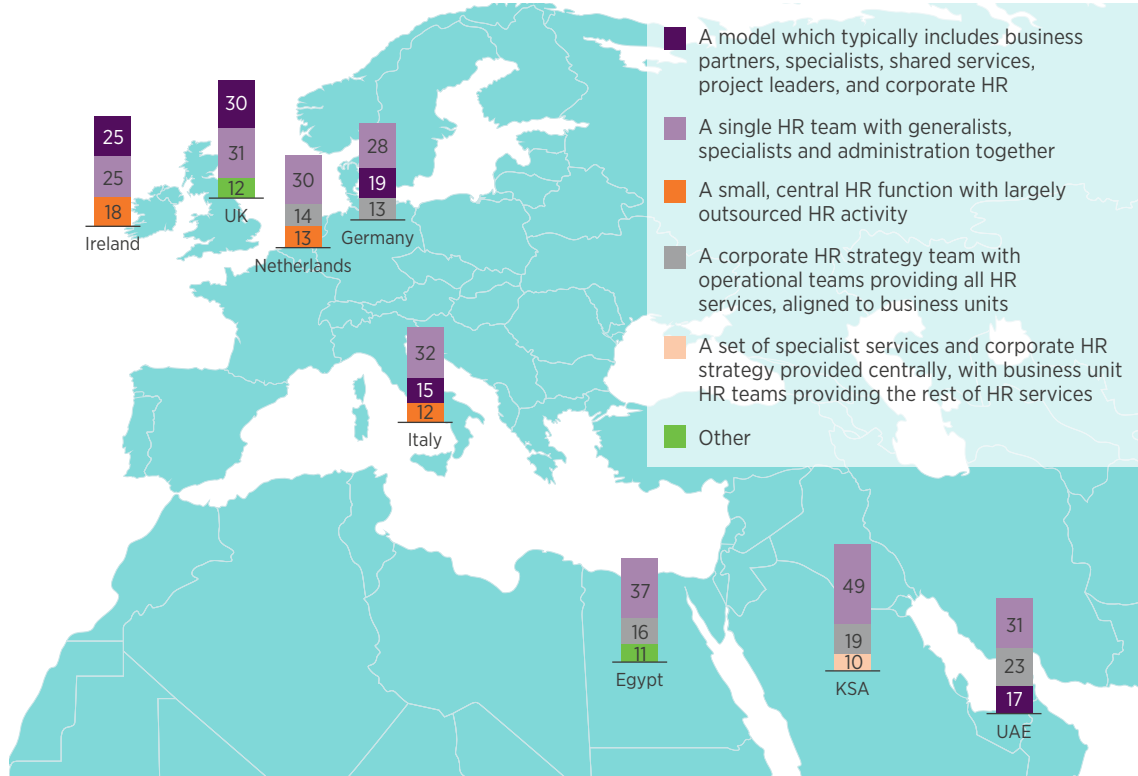 A model which typically includes business
partners, specialists, shared services,
project leaders, and corporate HR
A single HR team with generalists,
specialists and administration together
A small, central HR function with largely
outsourced HR activity
A corporate HR strategy team with
operational teams providing all HR
services, aligned to business units
A set of specialist services and corporate HR
strategy provided centrally, with business unit
HR teams providing the rest of HR services
Other
25
25
18
Ireland
30
31
12
UK
30
14
13
Netherlands
28
19
13
Germany
32
15
12
Italy
37
16
11
Egypt
49
19
10
KSA
31
23
17
UAE